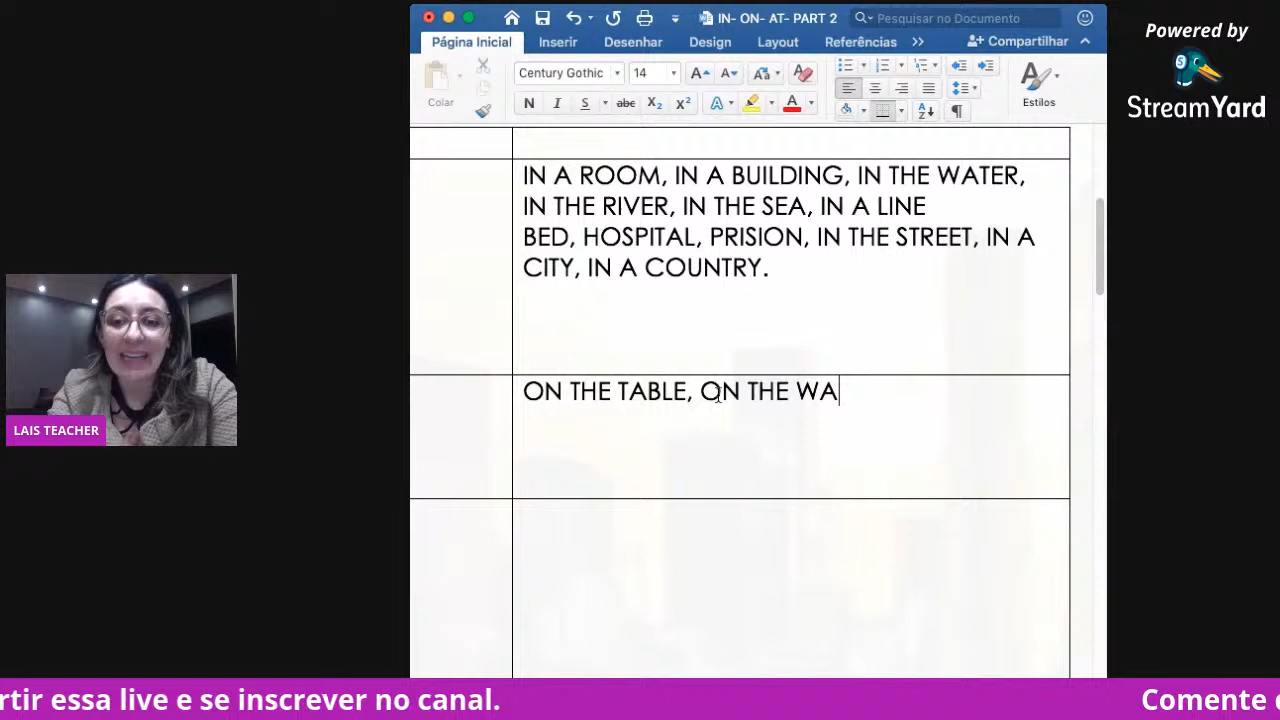 IN- ON- AT- PART 2
Pesquisar no Documento
Powered by
StreamYard
Página Inicial
Inserir
Desenhar
Design
Layout
Referências
Compartilhar
Colar
Century Gothic
14
N I S abc X₂ X²
Estilos
IN A ROOM, IN A BUILDING, IN THE WATER,
IN THE RIVER, IN THE SEA, IN A LINE
BED, HOSPITAL, PRISION, IN THE STREET, IN A
CITY, IN A COUNTRY.
ON THE TABLE, ON THE WA
LAIS TEACHER
rtir essa live e se inscrever no canal.
Comente